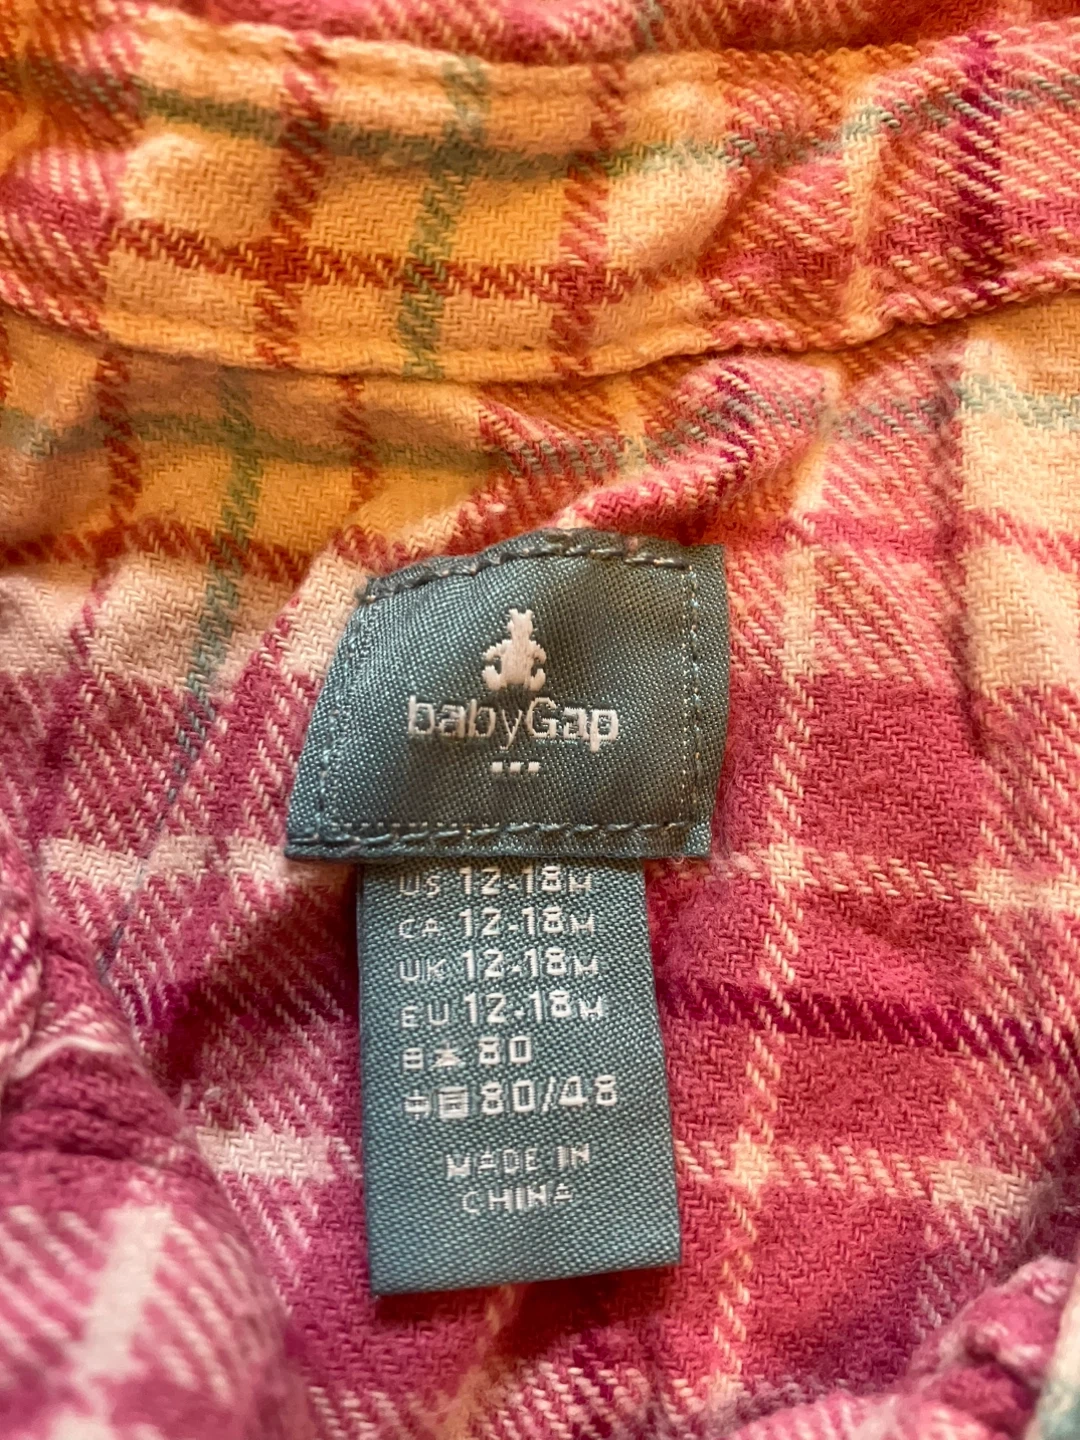 babyGap
US 12-18M
CA 12-18M
UK 12-18M
EU 12-18M
日本 80
中国 80/48
MADE IN
CHINA